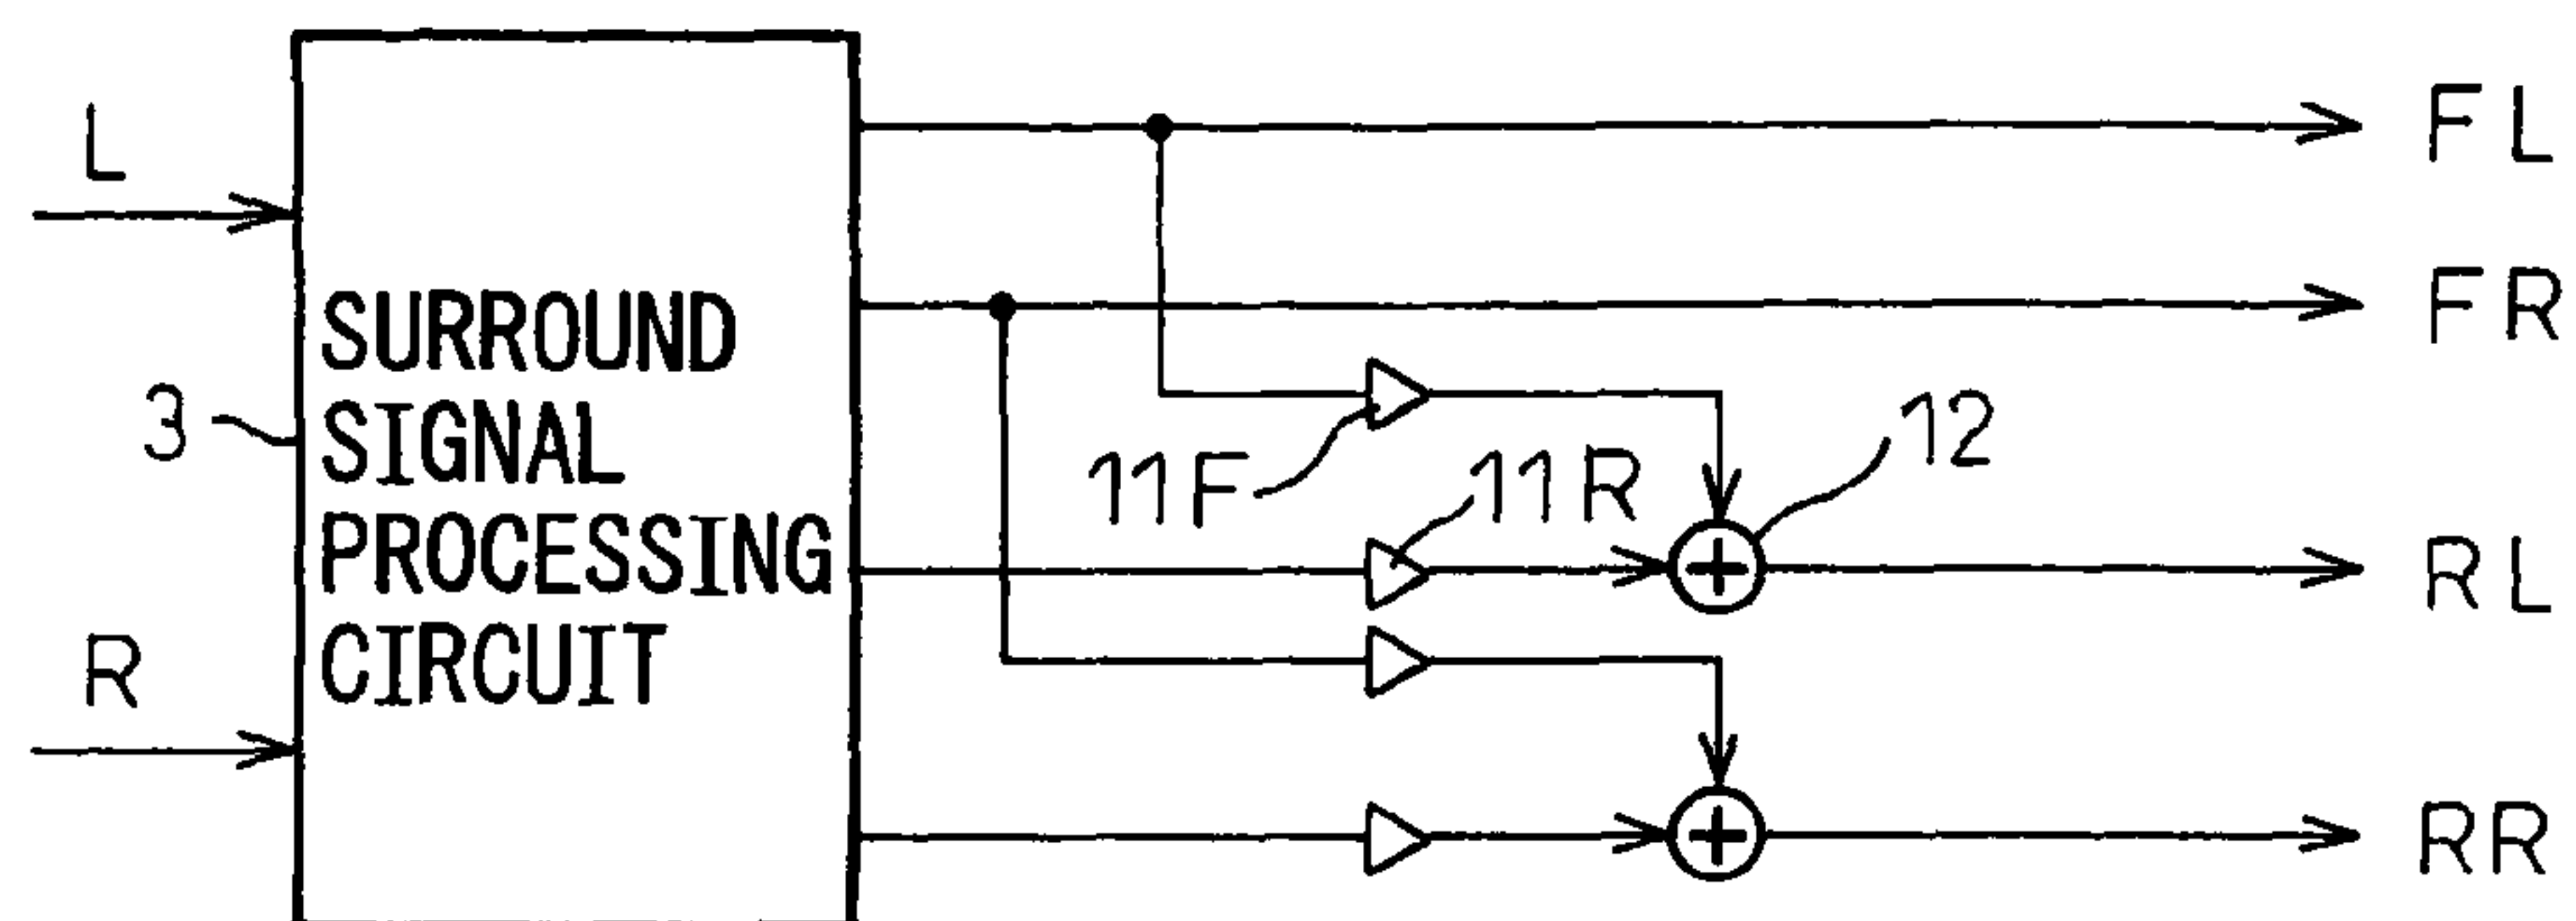 L
R
3
SURROUND
SIGNAL
PROCESSING
CIRCUIT
11F
11R
12
FL
FR
RL
RR